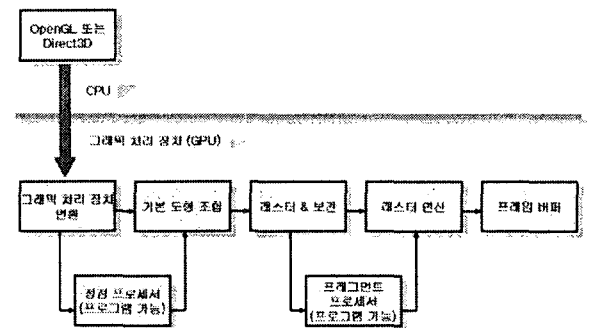 OpenGL 또는
Direct3D
CPU
그래픽 처리 장치 (GPU)
그래픽 처리 장치
변환
기본 도형 조합
래스터 & 보간
래스터 연산
프레임 버퍼
정점 프로세서
(프로그램 가능)
프레그먼트
프로세서
(프로그램 가능)